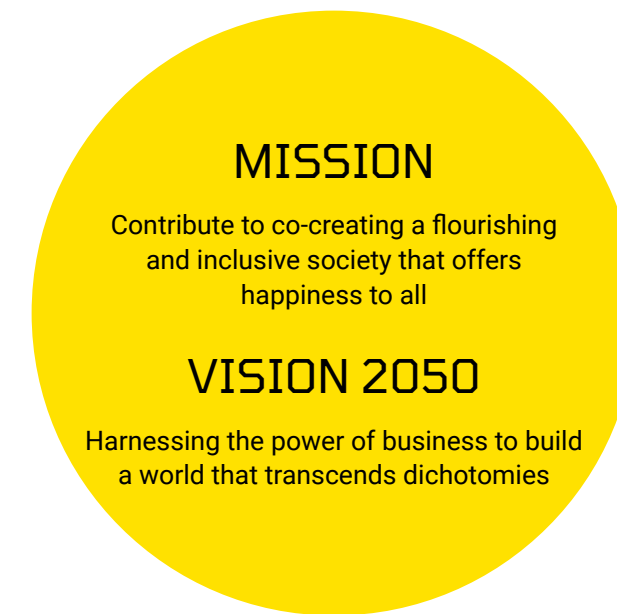 MISSION
Contribute to co-creating a flourishing
and inclusive society that offers
happiness to all
VISION 2050
Harnessing the power of business to build
a world that transcends dichotomies